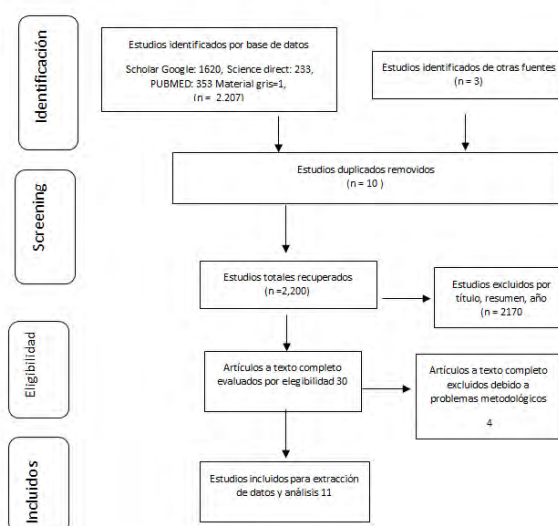 Identificación
Estudios identificados por base de datos
Scholar Google: 1620, Science direct: 233,
PUBMED: 353 Material gris=1,
(n = 2.207)
Estudios identificados de otras fuentes
(n = 3)
Estudios duplicados removidos
(n = 10 )
Screening
Estudios totales recuperados
(n =2,200)
Estudios excluidos por
título, resumen, año
(n = 2170
Eligibilidad
Artículos a texto completo
evaluados por elegibilidad 30
Artículos a texto completo
excluidos debido a
problemas metodológicos
4
Incluidos
Estudios incluidos para extracción
de datos y análisis 11